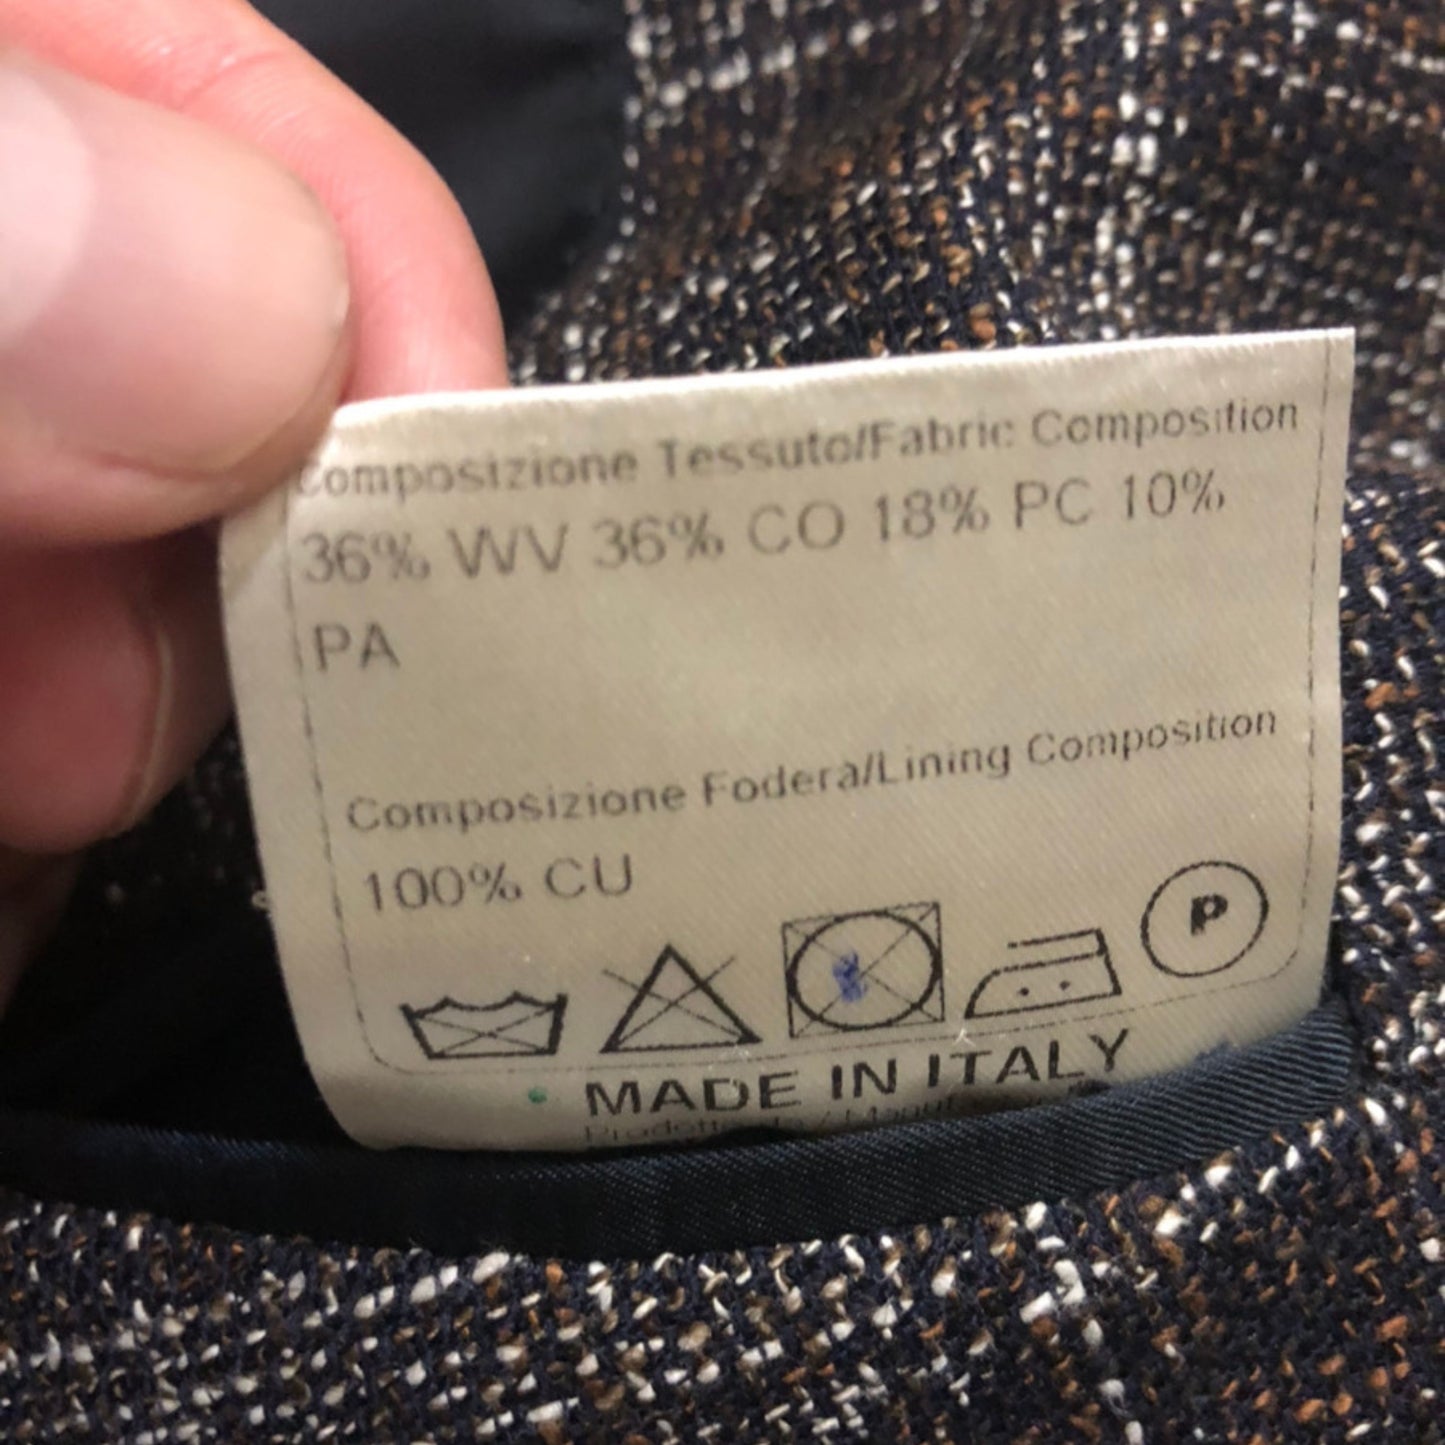 Composizione Tessuto/Fabric Composition
36% WV 36% CO 18% PC 10%
PA
Composizione Fodera/Lining Composition
100% CU
P
MADE IN ITALY